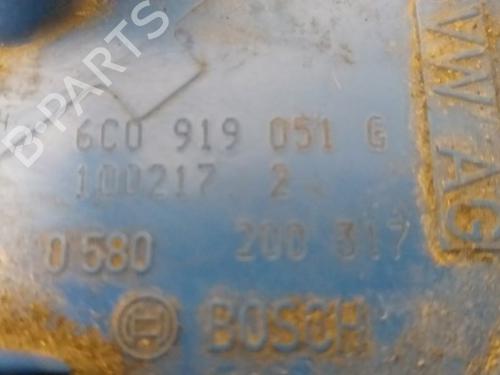 B-PARTS
6C0 919 051 G
100217 2
0 580 200 317
BOSCH
VW AG